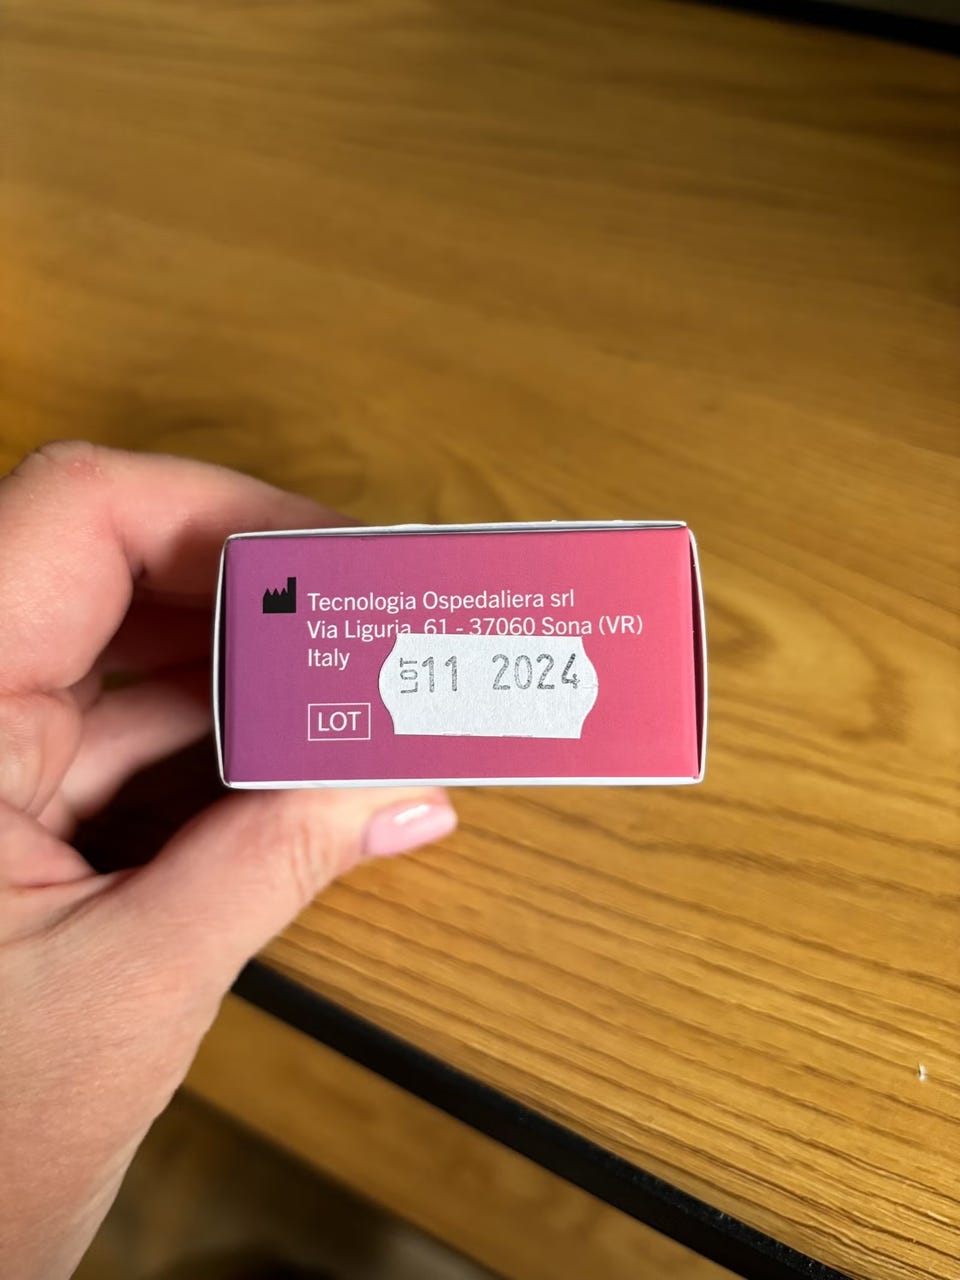 Tecnologia Ospedaliera srl
Via Liguria, 61 - 37060 Sona (VR)
Italy
LOT 11 2024
LOT